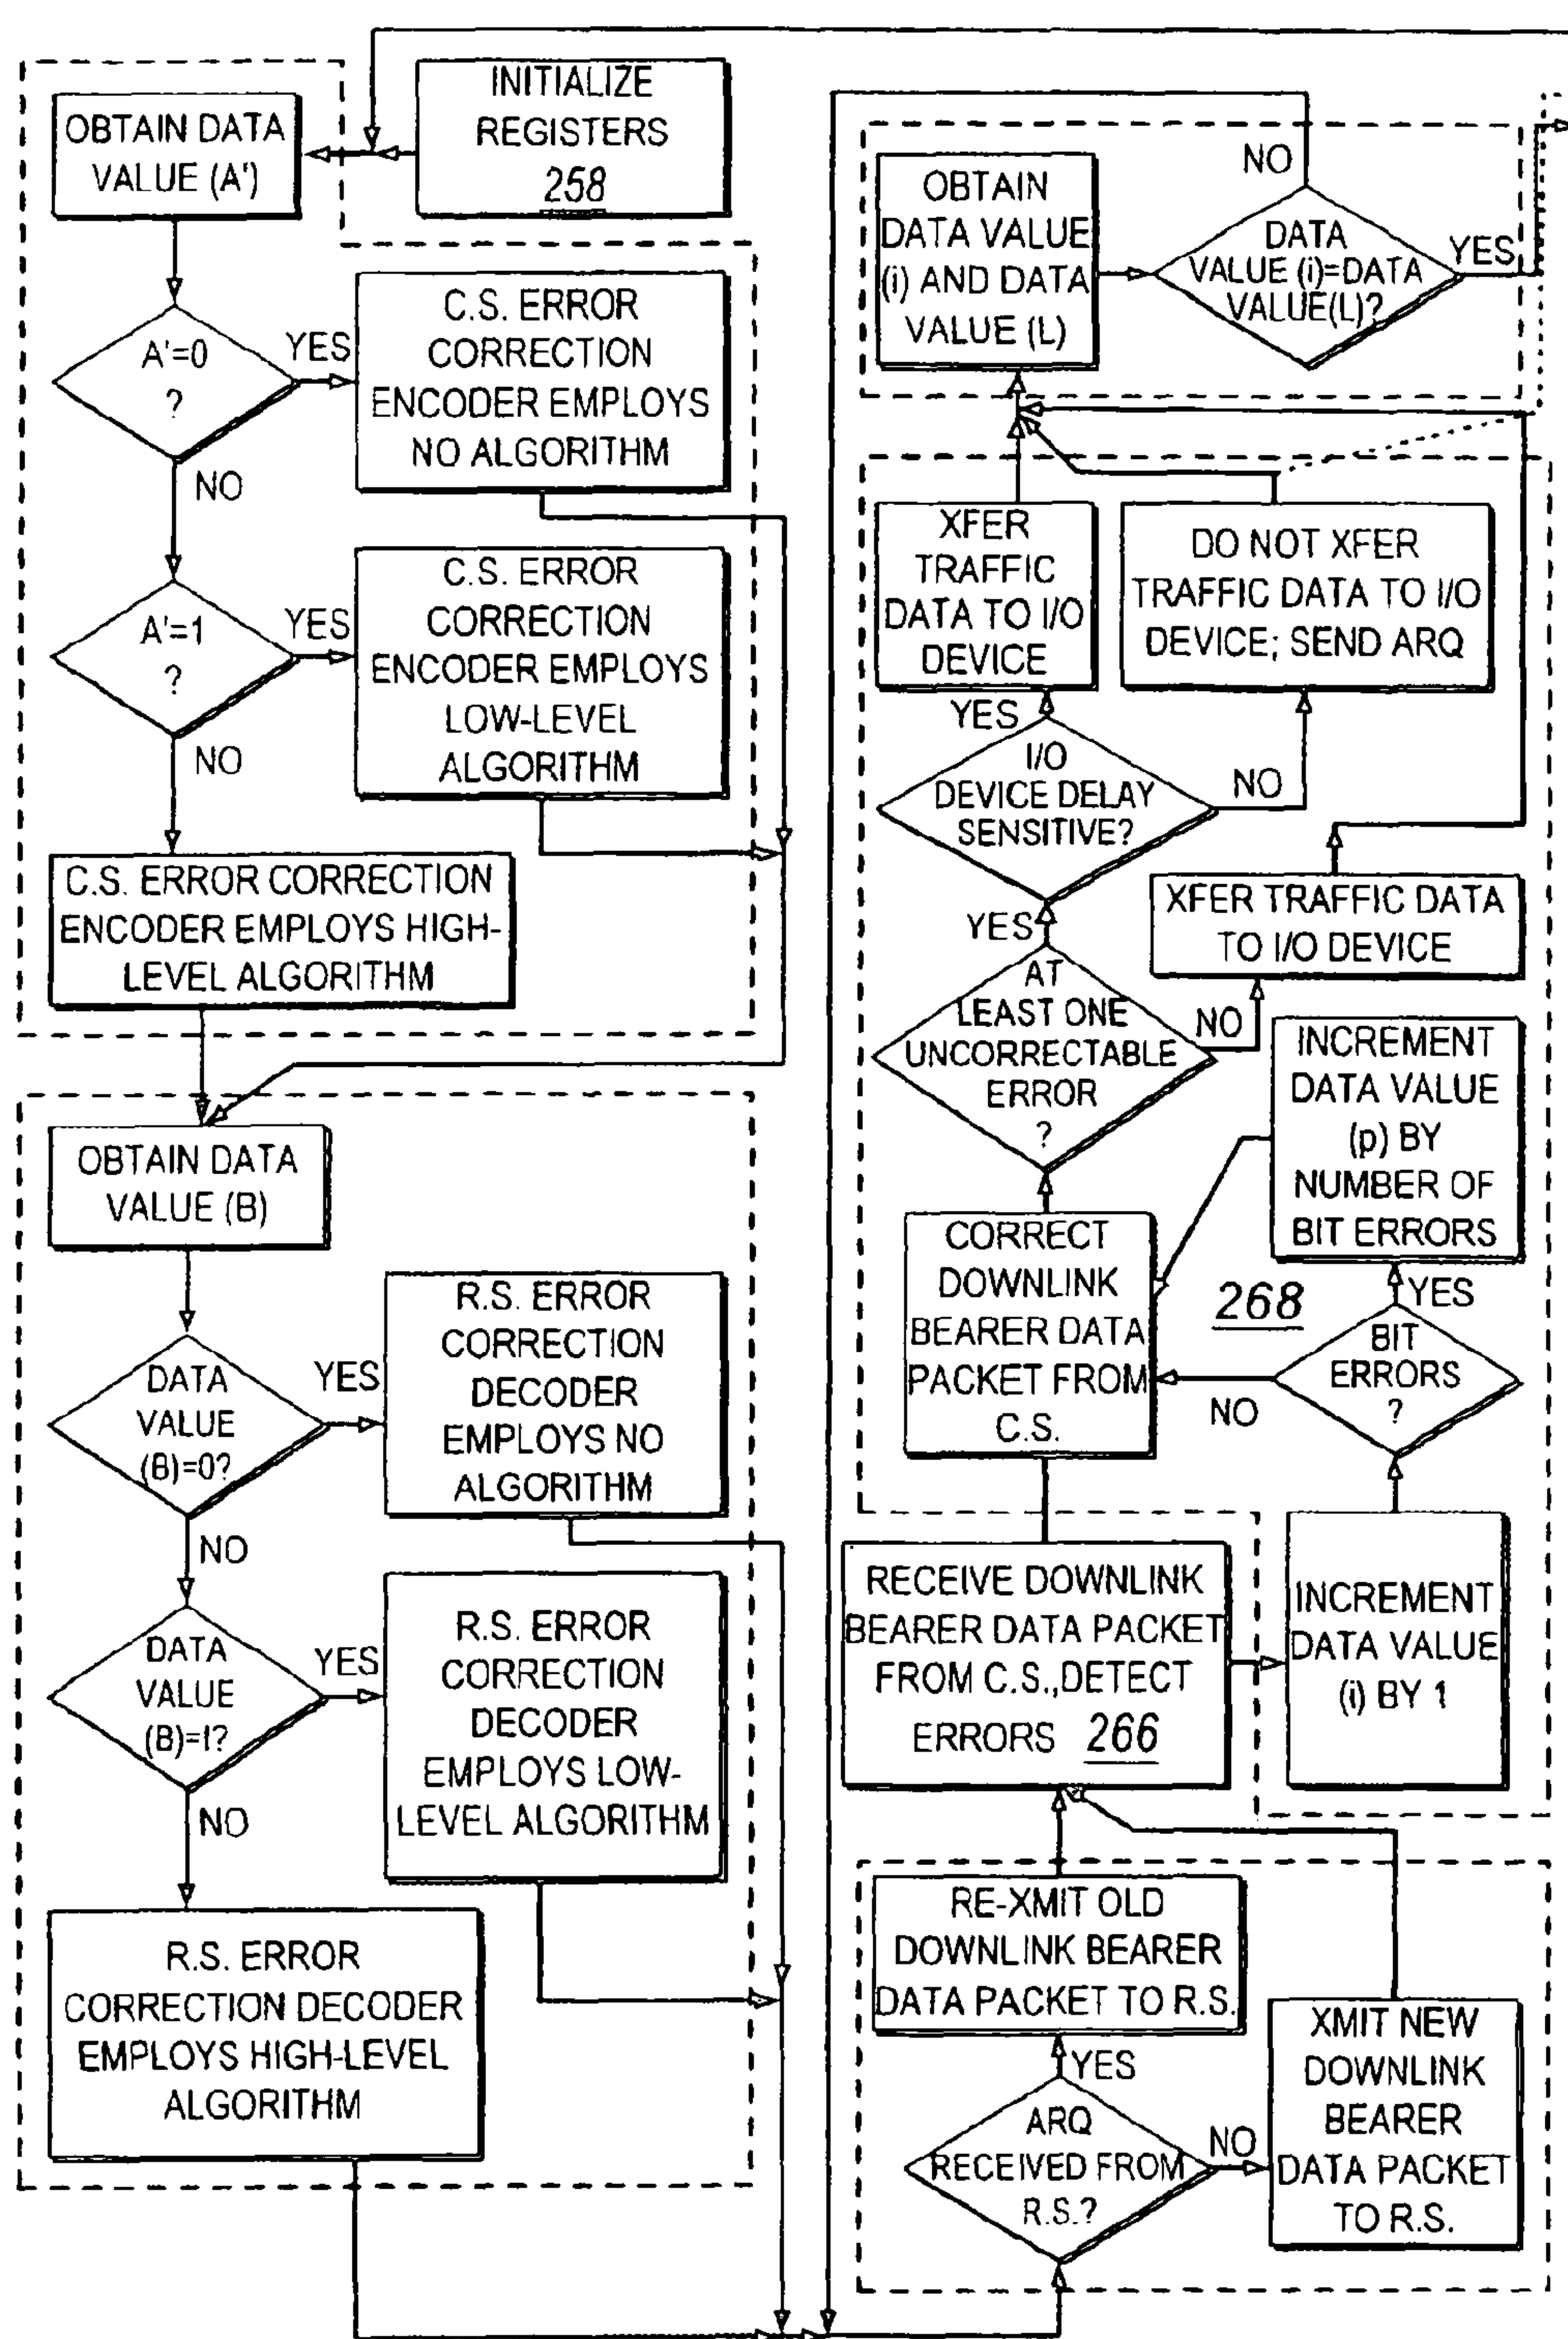 OBTAIN DATA
VALUE (A')
INITIALIZE
REGISTERS
258
A'=0
?
YES
NO
C.S. ERROR
CORRECTION
ENCODER EMPLOYS
NO ALGORITHM
A'=1
?
YES
NO
C.S. ERROR
CORRECTION
ENCODER EMPLOYS
LOW-LEVEL
ALGORITHM
C.S. ERROR CORRECTION
ENCODER EMPLOYS HIGH-
LEVEL ALGORITHM
OBTAIN DATA
VALUE (B)
DATA
VALUE
(B)=0?
YES
NO
R.S. ERROR
CORRECTION
DECODER
EMPLOYS NO
ALGORITHM
DATA
VALUE
(B)=1?
YES
NO
R.S. ERROR
CORRECTION
DECODER
EMPLOYS LOW-
LEVEL ALGORITHM
R.S. ERROR
CORRECTION DECODER
EMPLOYS HIGH-LEVEL
ALGORITHM
OBTAIN
DATA VALUE
(i) AND DATA
VALUE (L)
NO
DATA
VALUE (i)=DATA
VALUE(L)?
YES
XFER
TRAFFIC
DATA TO I/O
DEVICE
DO NOT XFER
TRAFFIC DATA TO I/O
DEVICE; SEND ARQ
YES
I/O
DEVICE DELAY
SENSITIVE?
NO
XFER TRAFFIC DATA
TO I/O DEVICE
YES
AT
LEAST ONE
UNCORRECTABLE
ERROR
?
NO
INCREMENT
DATA VALUE
(p) BY
NUMBER OF
BIT ERRORS
CORRECT
DOWNLINK
BEARER DATA
PACKET FROM
C.S.
268
YES
BIT
ERRORS
?
NO
RECEIVE DOWNLINK
BEARER DATA PACKET
FROM C.S.,DETECT
ERRORS 266
INCREMENT
DATA VALUE
(i) BY 1
RE-XMIT OLD
DOWNLINK BEARER
DATA PACKET TO R.S.
YES
ARQ
RECEIVED FROM
R.S.?
NO
XMIT NEW
DOWNLINK
BEARER
DATA PACKET
TO R.S.